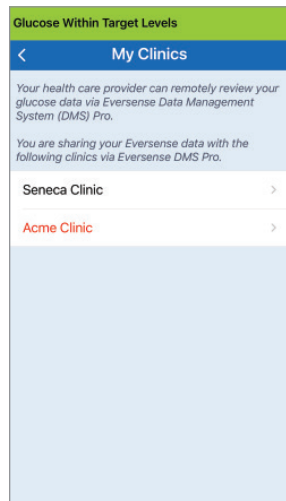 Glucose Within Target Levels
My Clinics
Your health care provider can remotely review your
glucose data via Eversense Data Management
System (DMS) Pro.
You are sharing your Eversense data with the
following clinics via Eversense DMS Pro.
Seneca Clinic
Acme Clinic